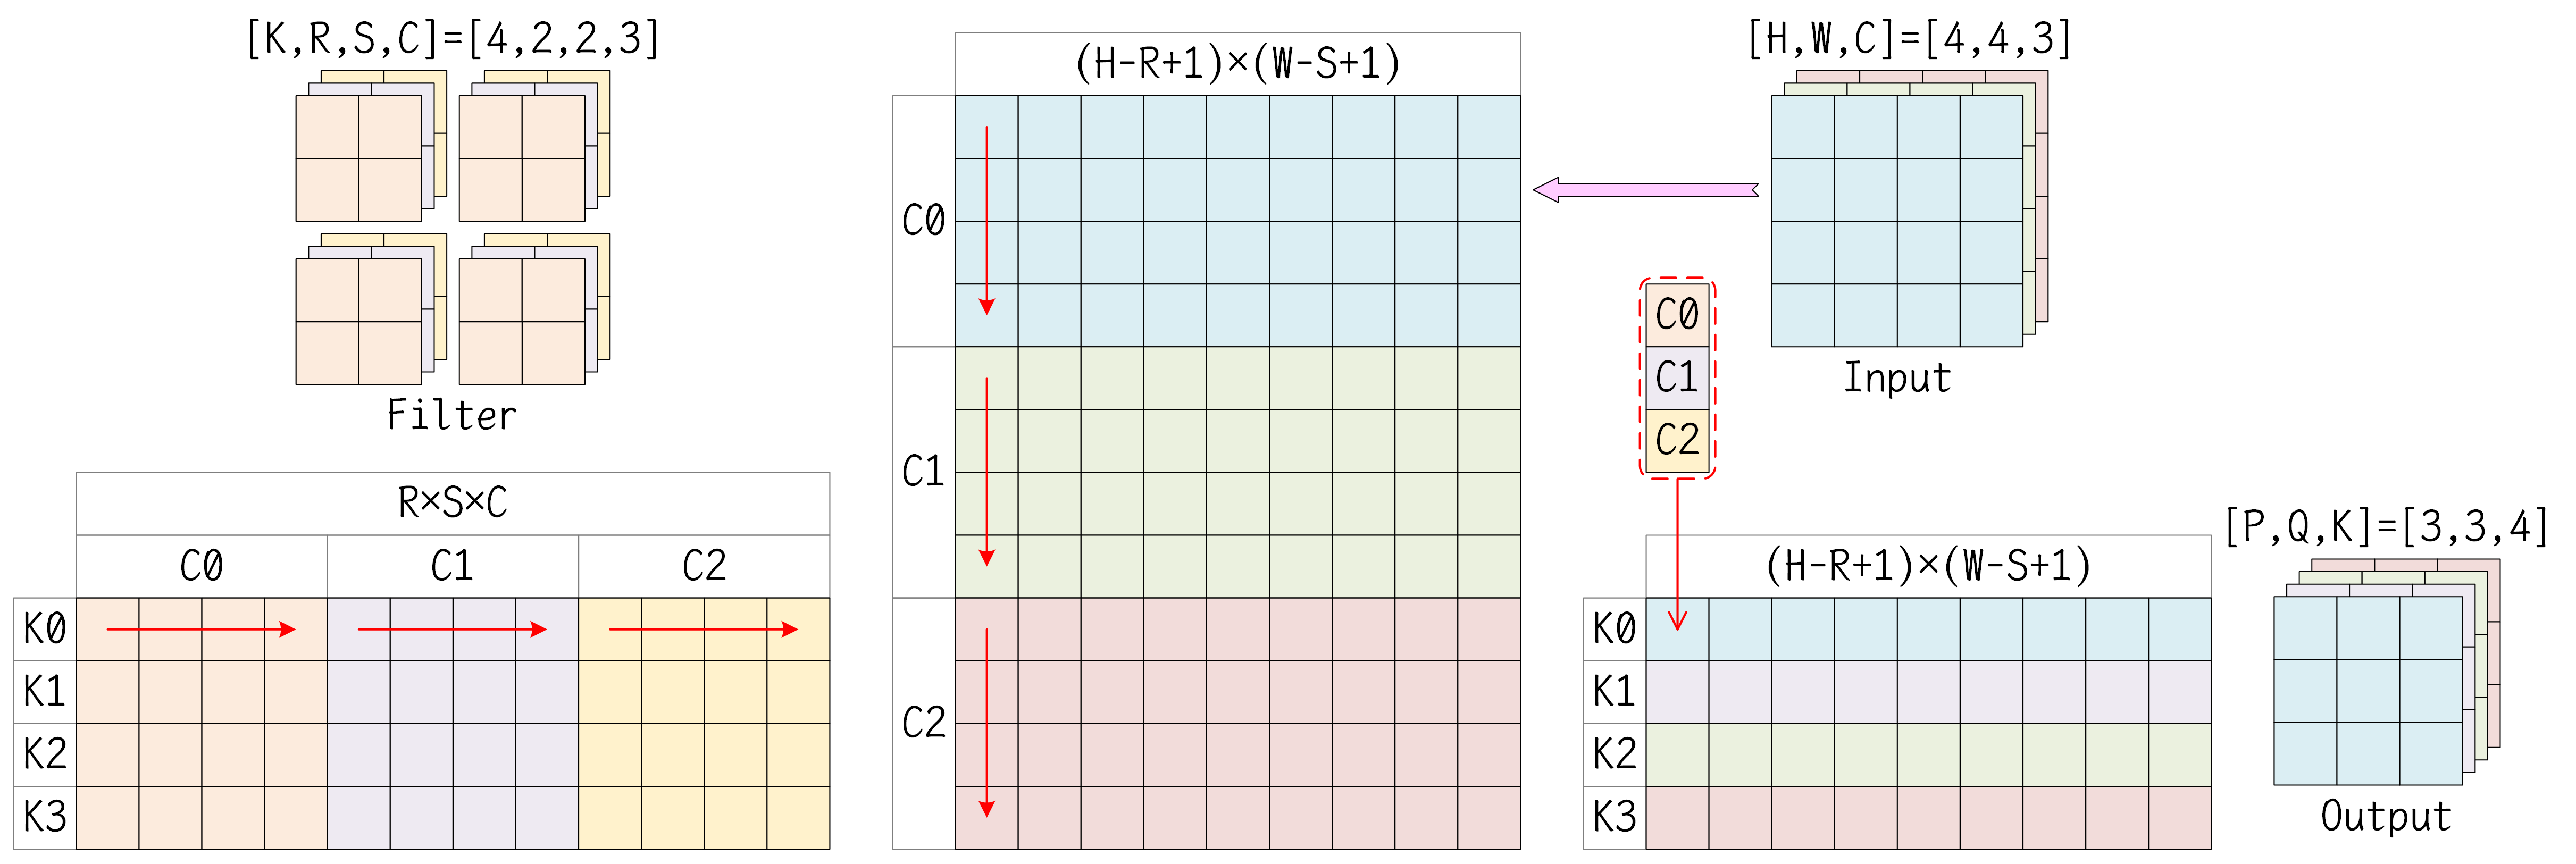 [K,R,S,C]=[4,2,2,3]
Filter
R×S×C
C0 C1 C2
K0
K1
K2
K3
(H-R+1)×(W-S+1)
C0
C1
C2
[H,W,C]=[4,4,3]
Input
C0
C1
C2
(H-R+1)×(W-S+1)
K0
K1
K2
K3
[P,Q,K]=[3,3,4]
Output